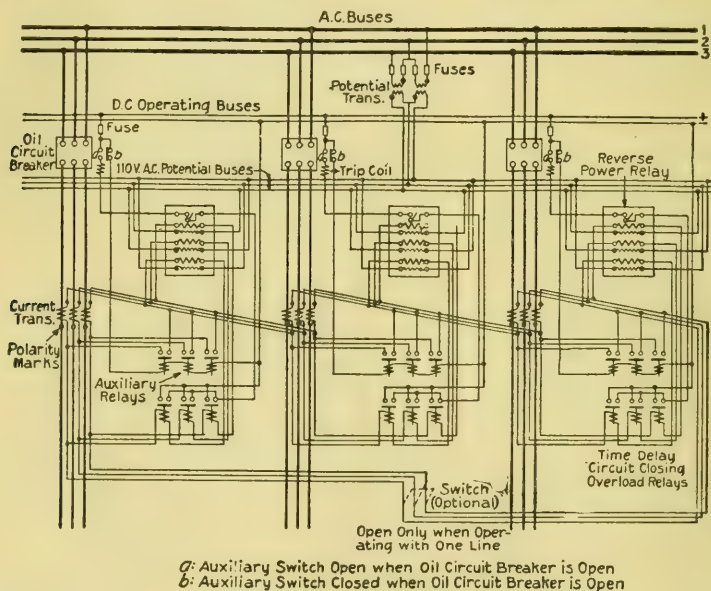 A.C. Buses
1
2
3
Fuses
Potential
Trans.
D.C. Operating Buses
+
Fuse
Oil
Circuit
Breaker
a
b
110 V. A.C. Potential Buses
a
b
Trip Coil
a
b
Reverse
Power Relay
Current
Trans.
Polarity
Marks
Auxiliary
Relays
Time Delay
Circuit Closing
Overload Relays
Switch
(Optional)
Open Only when Oper-
ating with One Line
a: Auxiliary Switch Open when Oil Circuit Breaker is Open
b: Auxiliary Switch Closed when Oil Circuit Breaker is Open